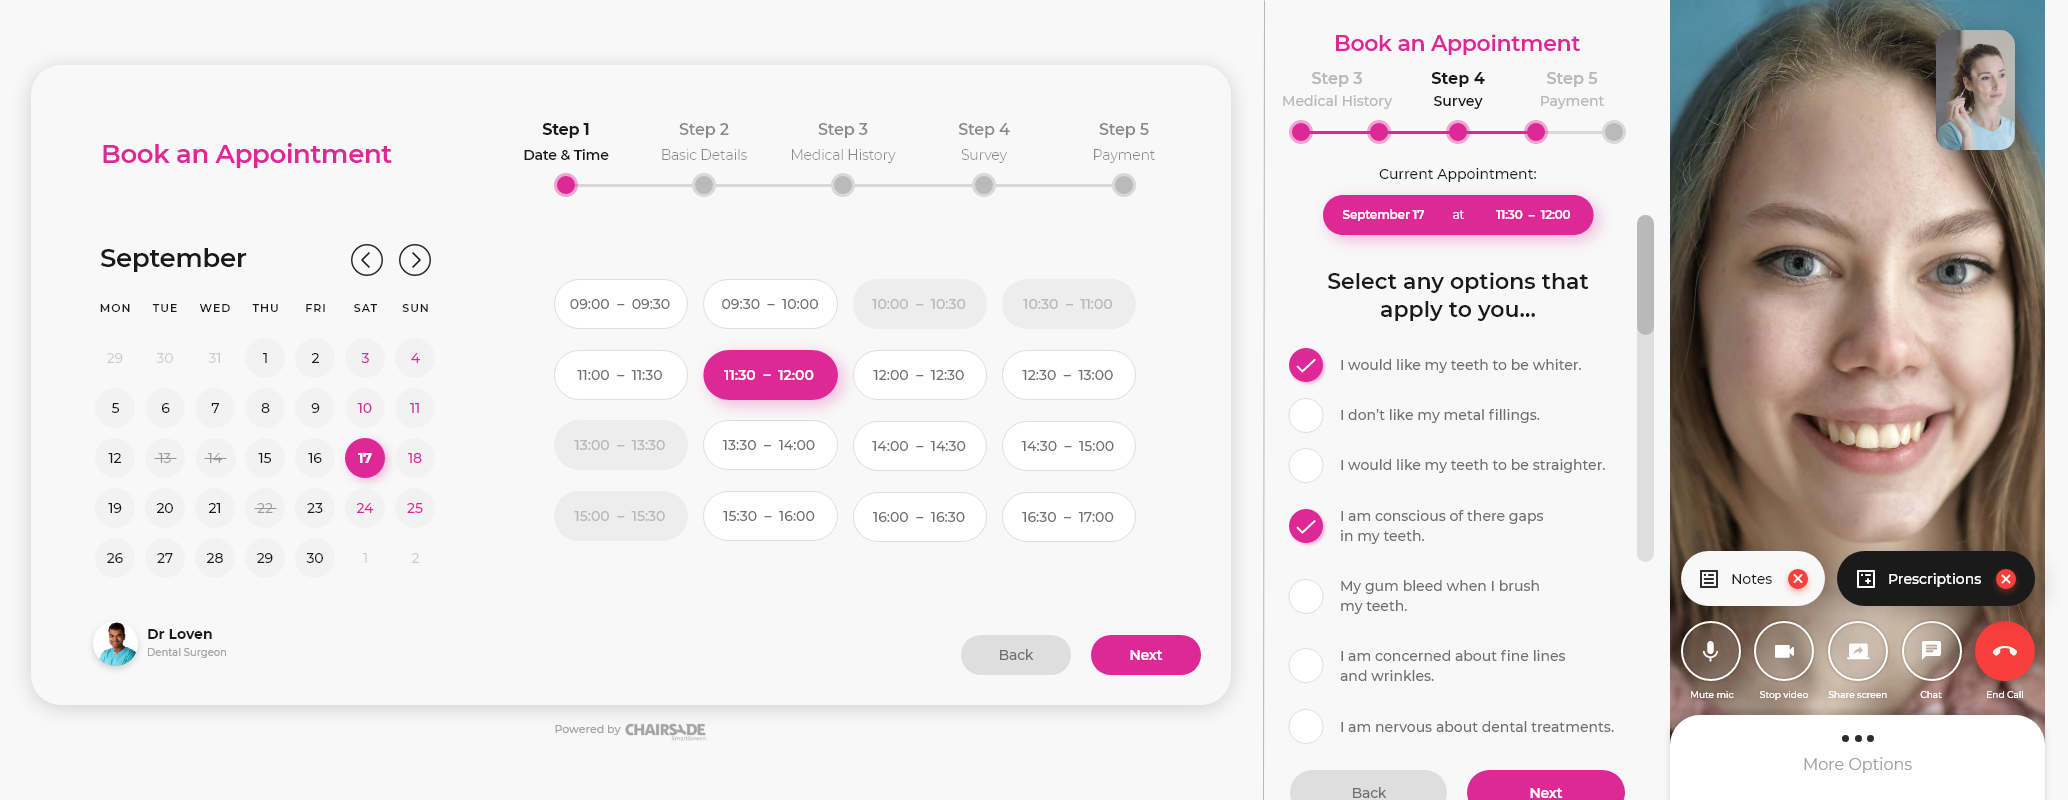 Book an Appointment
Step 1
Date & Time
Step 2
Basic Details
Step 3
Medical History
Step 4
Survey
Step 5
Payment
September
MON TUE WED THU FRI SAT SUN
29 30 31 1 2 3 4
5 6 7 8 9 10 11
12 13 14 15 16 17 18
19 20 21 22 23 24 25
26 27 28 29 30 1 2
09:00 – 09:30
09:30 – 10:00
10:00 – 10:30
10:30 – 11:00
11:00 – 11:30
11:30 – 12:00
12:00 – 12:30
12:30 – 13:00
13:00 – 13:30
13:30 – 14:00
14:00 – 14:30
14:30 – 15:00
15:00 – 15:30
15:30 – 16:00
16:00 – 16:30
16:30 – 17:00
Dr Loven
Dental Surgeon
Back
Next
Powered by CHAIRSIDE
SmartScreen
Book an Appointment
Step 3
Medical History
Step 4
Survey
Step 5
Payment
Current Appointment:
September 17 at 11:30 – 12:00
Select any options that
apply to you...
I would like my teeth to be whiter.
I don't like my metal fillings.
I would like my teeth to be straighter.
I am conscious of there gaps
in my teeth.
My gum bleed when I brush
my teeth.
I am concerned about fine lines
and wrinkles.
I am nervous about dental treatments.
Back
Next
Notes
Prescriptions
Mute mic
Stop video
Share screen
Chat
End Call
More Options